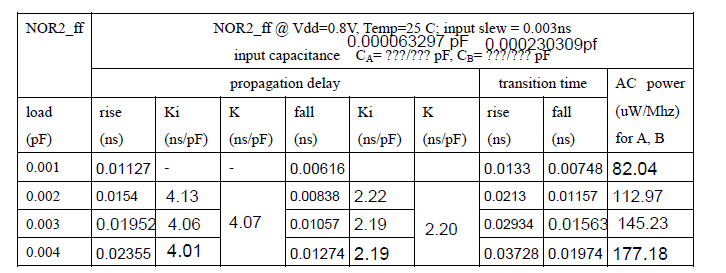 NOR2_ff NOR2_ff @ Vdd=0.8V, Temp=25 C; input slew = 0.003ns
0.000063297 pF 0.000230309pf
input capacitance CA= ???/??? pF, CB= ???/??? pF
propagation delay transition time AC power
load rise Ki K fall Ki K rise fall (uW/Mhz)
(pF) (ns) (ns/pF) (ns/pF) (ns) (ns/pF) (ns/pF) (ns) (ns) for A, B
0.001 0.01127 - - 0.00616 0.0133 0.00748 82.04
0.002 0.0154 4.13 0.00838 2.22 0.0213 0.01157 112.97
0.003 0.01952 4.06 4.07 0.01057 2.19 2.20 0.02934 0.01563 145.23
0.004 0.02355 4.01 0.01274 2.19 0.03728 0.01974 177.18